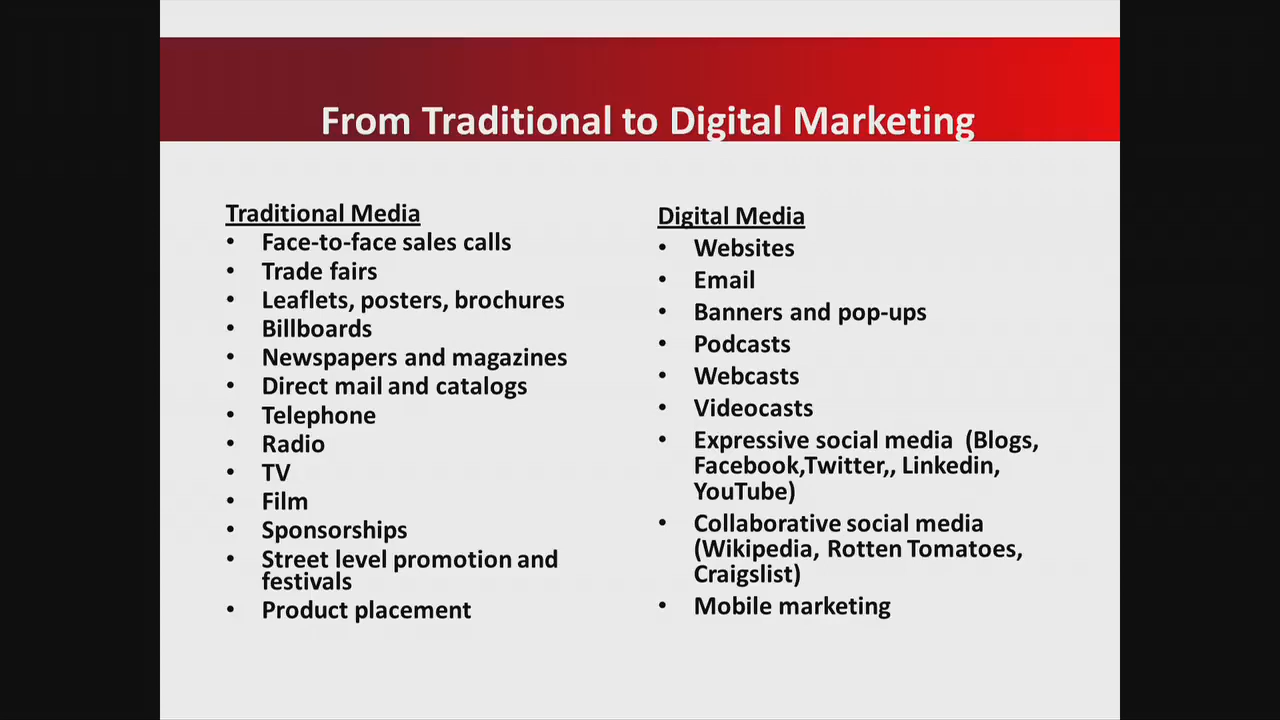 From Traditional to Digital Marketing
Traditional Media
• Face-to-face sales calls
• Trade fairs
• Leaflets, posters, brochures
• Billboards
• Newspapers and magazines
• Direct mail and catalogs
• Telephone
• Radio
• TV
• Film
• Sponsorships
• Street level promotion and
festivals
• Product placement
Digital Media
• Websites
• Email
• Banners and pop-ups
• Podcasts
• Webcasts
• Videocasts
• Expressive social media (Blogs,
Facebook,Twitter,, Linkedin,
YouTube)
• Collaborative social media
(Wikipedia, Rotten Tomatoes,
Craigslist)
• Mobile marketing